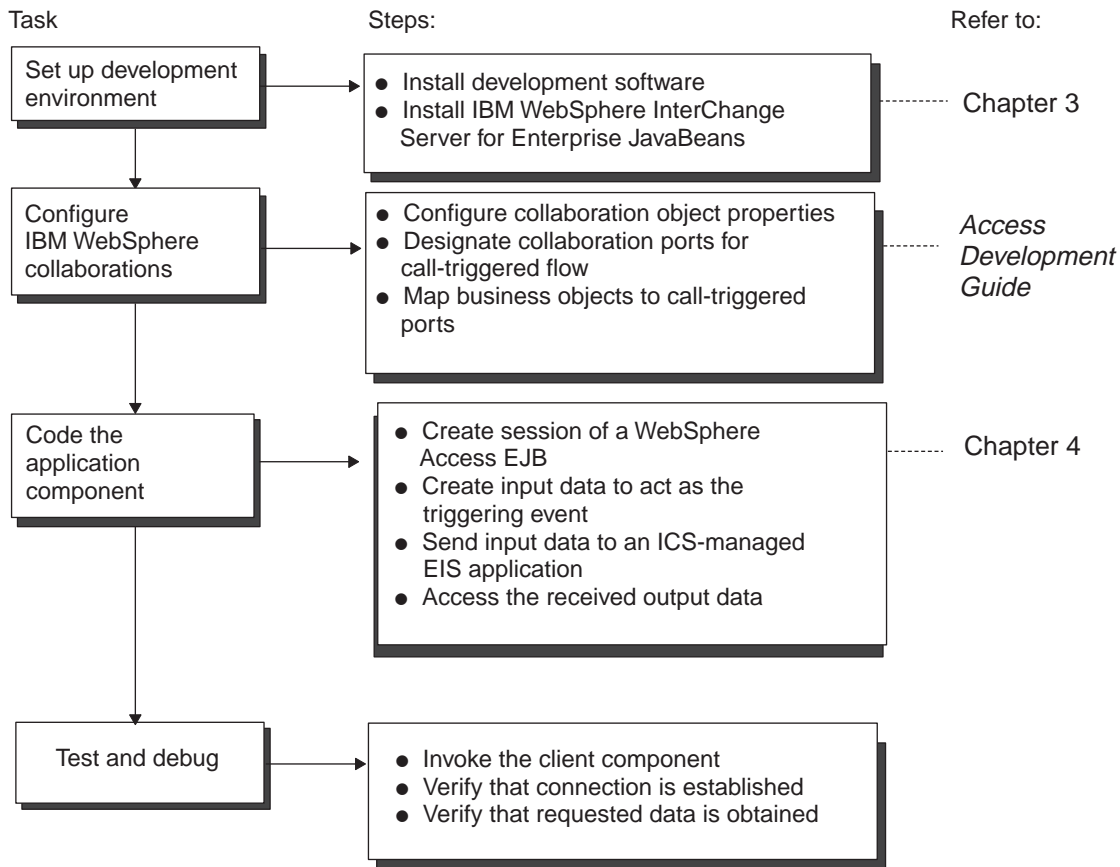 Task
Steps:
Refer to:
Set up development
environment
● Install development software
● Install IBM WebSphere InterChange
Server for Enterprise JavaBeans
Chapter 3
Configure
IBM WebSphere
collaborations
● Configure collaboration object properties
● Designate collaboration ports for
call-triggered flow
● Map business objects to call-triggered
ports
Access
Development
Guide
Code the
application
component
● Create session of a WebSphere
Access EJB
● Create input data to act as the
triggering event
● Send input data to an ICS-managed
EIS application
● Access the received output data
Chapter 4
Test and debug
● Invoke the client component
● Verify that connection is established
● Verify that requested data is obtained